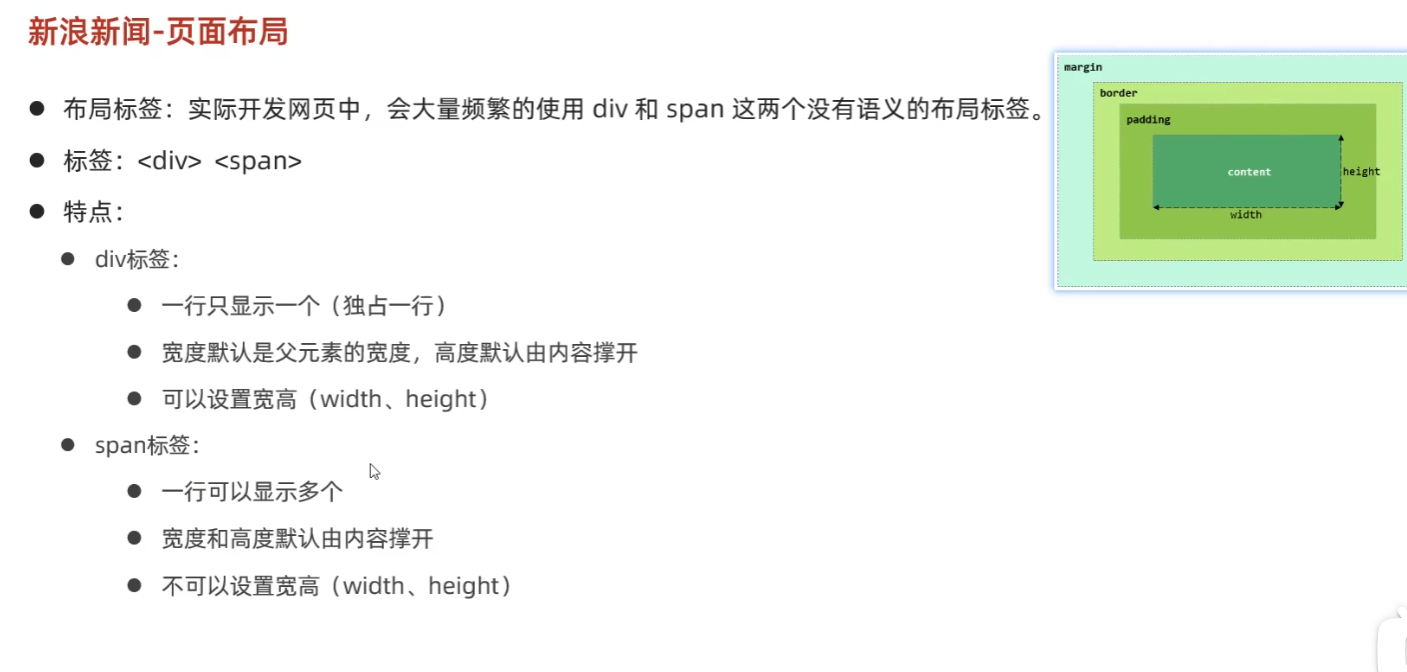 新浪新闻-页面布局
布局标签：实际开发网页中，会大量频繁的使用 div 和 span 这两个没有语义的布局标签。
标签：<div> <span>
特点：
div标签：
一行只显示一个（独占一行）
宽度默认是父元素的宽度，高度默认由内容撑开
可以设置宽高（width、height）
span标签：
一行可以显示多个
宽度和高度默认由内容撑开
不可以设置宽高（width、height）
margin
border
padding
content
height
width